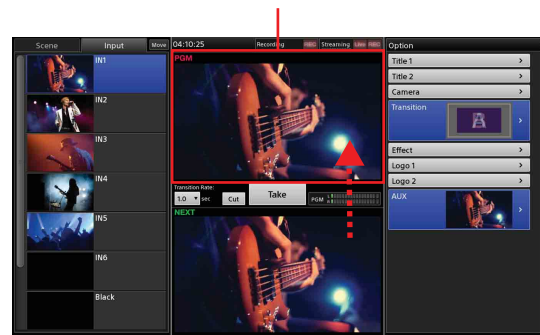 Scene Input Move
IN1
IN2
IN3
IN4
IN5
IN6
Black
04:10:25 Recording REC Streaming Live REC
PGM
Transition Rate:
1.0 sec Cut Take PGM L R
NEXT
Option
Title 1
Title 2
Camera
Transition
A
B
Effect
Logo 1
Logo 2
AUX